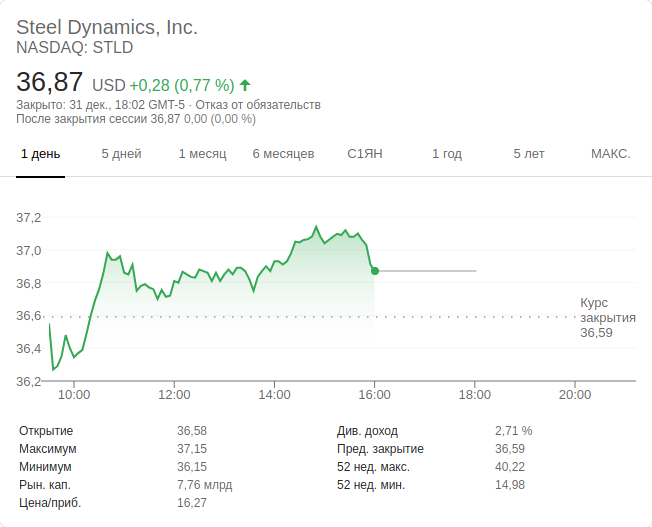 Steel Dynamics, Inc.
NASDAQ: STLD
36,87 USD +0,28 (0,77 %)
Закрыто: 31 дек., 18:02 GMT-5 · Отказ от обязательств
После закрытия сессии 36,87 0,00 (0,00 %)
1 день 5 дней 1 месяц 6 месяцев С1ЯН 1 год 5 лет МАКС.
37,2
37,0
36,8
Курс
36,6 закрытия
36,59
36,4
36,2
10:00 12:00 14:00 16:00 18:00 20:00
Открытие 36,58 Див. доход 2,71 %
Максимум 37,15 Пред. закрытие 36,59
Минимум 36,15 52 нед. макс. 40,22
Рын. кап. 7,76 млрд 52 нед. мин. 14,98
Цена/приб. 16,27